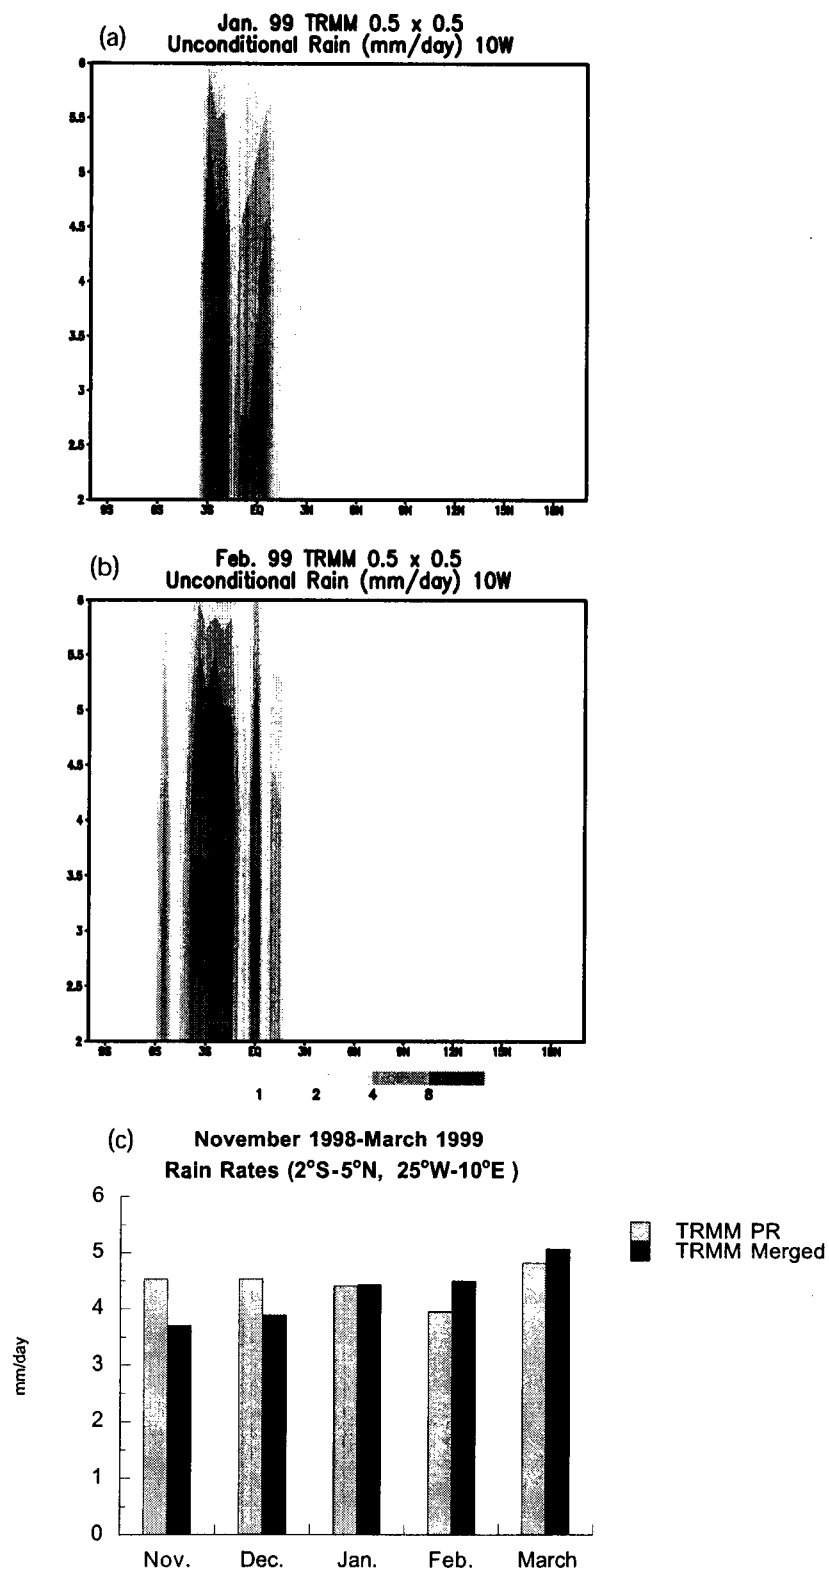 (a)
Jan. 99 TRMM 0.5 x 0.5
Unconditional Rain (mm/day) 10W
6
5.5
5
4.5
4
3.5
3
2.5
2
9S 6S 3S EQ 3N 6N 9N 12N 15N 18N
(b)
Feb. 99 TRMM 0.5 x 0.5
Unconditional Rain (mm/day) 10W
6
5.5
5
4.5
4
3.5
3
2.5
2
9S 6S 3S EQ 3N 6N 9N 12N 15N 18N
1 2 4 8
(c)
November 1998-March 1999
Rain Rates (2°S-5°N, 25°W-10°E )
6
5
4
3
2
1
0
mm/day
Nov. Dec. Jan. Feb. March
TRMM PR
TRMM Merged